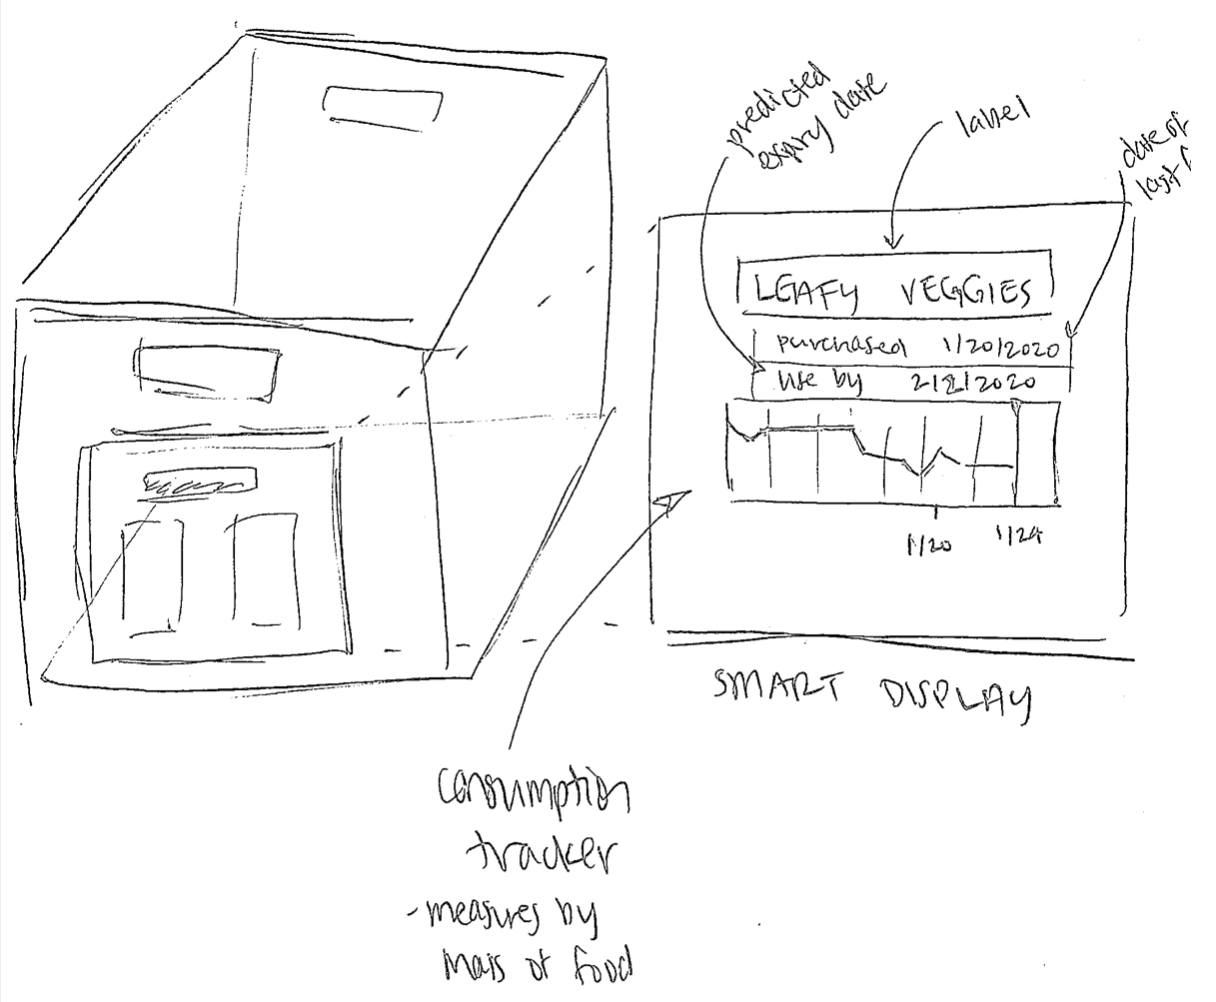 predicted
expiry date
label
date of
last
LEAFY VEGGIES
purchased 1/20/2020
use by 2/2/2020
1/20
1/24
SMART DISPLAY
consumption
tracker
- measures by
mass of food